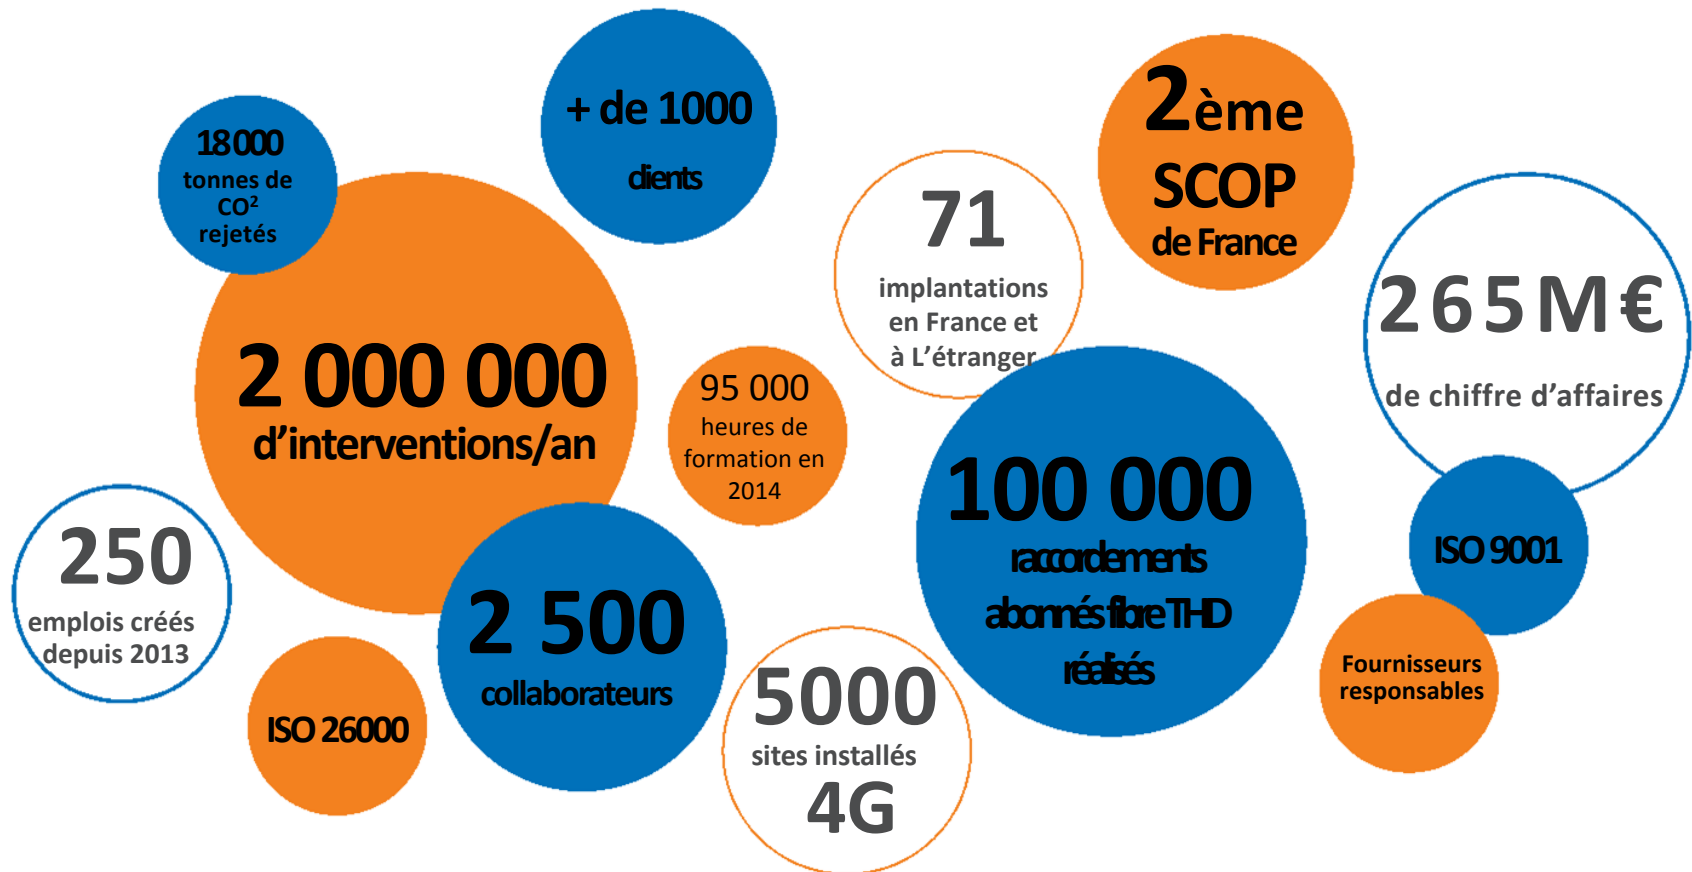 18 000
tonnes de
CO²
rejetés
+ de 1000
clients
2ème
SCOP
de France
71
implantations
en France et
à L’étranger
265M€
de chiffre d’affaires
2 000 000
d’interventions/an
95 000
heures de
formation en
2014
100 000
raccordements
abonnés fibre THD
réalisés
250
emplois créés
depuis 2013
2 500
collaborateurs
ISO 26000
5000
sites installés
4G
ISO 9001
Fournisseurs
responsables